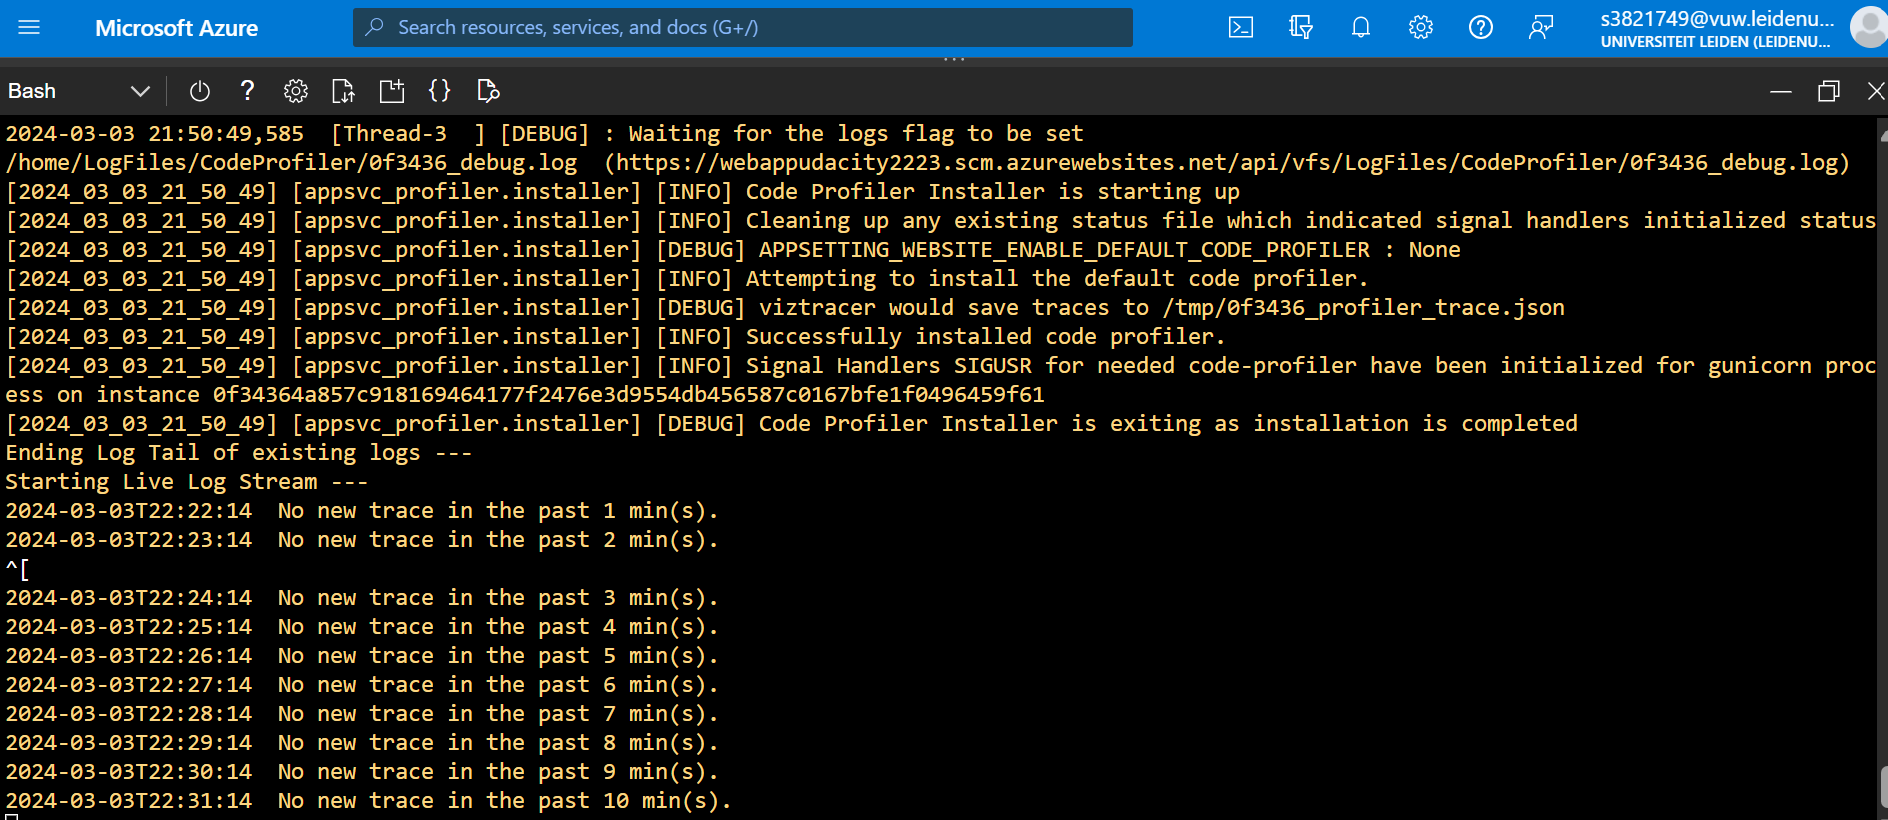 Microsoft Azure
Search resources, services, and docs (G+/)
s3821749@vuw.leidenu...
UNIVERSITEIT LEIDEN (LEIDENU...
Bash
2024-03-03 21:50:49,585  [Thread-3  ] [DEBUG] : Waiting for the logs flag to be set
/home/LogFiles/CodeProfiler/0f3436_debug.log  (https://webappudacity2223.scm.azurewebsites.net/api/vfs/LogFiles/CodeProfiler/0f3436_debug.log)
[2024_03_03_21_50_49] [appsvc_profiler.installer] [INFO] Code Profiler Installer is starting up
[2024_03_03_21_50_49] [appsvc_profiler.installer] [INFO] Cleaning up any existing status file which indicated signal handlers initialized status
[2024_03_03_21_50_49] [appsvc_profiler.installer] [DEBUG] APPSETTING_WEBSITE_ENABLE_DEFAULT_CODE_PROFILER : None
[2024_03_03_21_50_49] [appsvc_profiler.installer] [INFO] Attempting to install the default code profiler.
[2024_03_03_21_50_49] [appsvc_profiler.installer] [DEBUG] viztracer would save traces to /tmp/0f3436_profiler_trace.json
[2024_03_03_21_50_49] [appsvc_profiler.installer] [INFO] Successfully installed code profiler.
[2024_03_03_21_50_49] [appsvc_profiler.installer] [INFO] Signal Handlers SIGUSR for needed code-profiler have been initialized for gunicorn proc
ess on instance 0f34364a857c918169464177f2476e3d9554db456587c0167bfe1f0496459f61
[2024_03_03_21_50_49] [appsvc_profiler.installer] [DEBUG] Code Profiler Installer is exiting as installation is completed
Ending Log Tail of existing logs ---
Starting Live Log Stream ---
2024-03-03T22:22:14  No new trace in the past 1 min(s).
2024-03-03T22:23:14  No new trace in the past 2 min(s).
^[
2024-03-03T22:24:14  No new trace in the past 3 min(s).
2024-03-03T22:25:14  No new trace in the past 4 min(s).
2024-03-03T22:26:14  No new trace in the past 5 min(s).
2024-03-03T22:27:14  No new trace in the past 6 min(s).
2024-03-03T22:28:14  No new trace in the past 7 min(s).
2024-03-03T22:29:14  No new trace in the past 8 min(s).
2024-03-03T22:30:14  No new trace in the past 9 min(s).
2024-03-03T22:31:14  No new trace in the past 10 min(s).